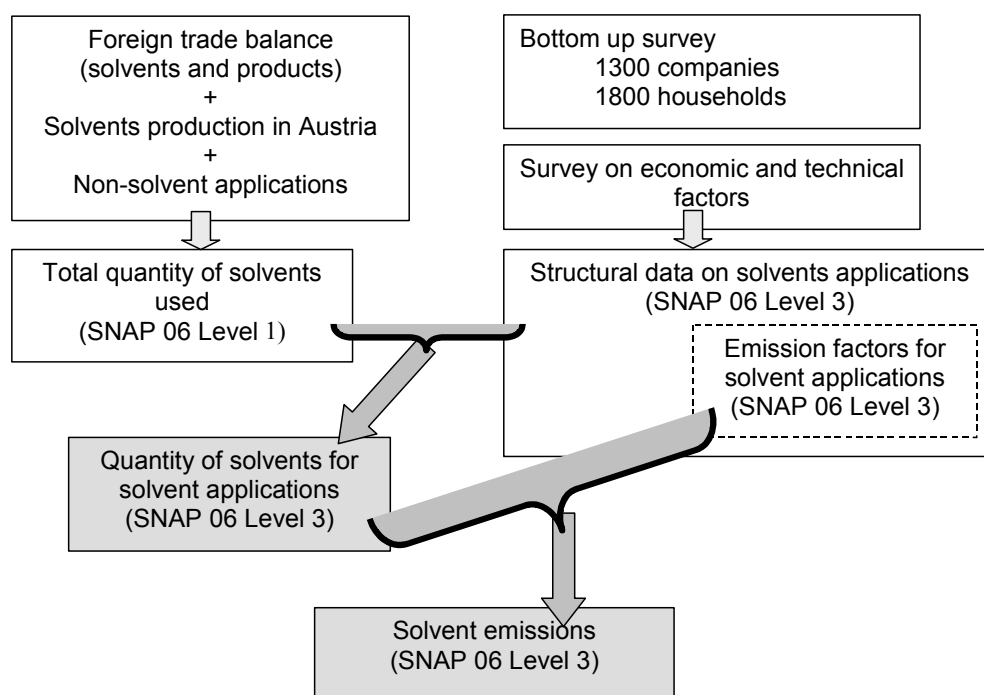 Foreign trade balance
(solvents and products)
+
Solvents production in Austria
+
Non-solvent applications
Bottom up survey
1300 companies
1800 households
Survey on economic and technical
factors
Total quantity of solvents
used
(SNAP 06 Level 1)
Structural data on solvents applications
(SNAP 06 Level 3)
Emission factors for
solvent applications
(SNAP 06 Level 3)
Quantity of solvents for
solvent applications
(SNAP 06 Level 3)
Solvent emissions
(SNAP 06 Level 3)